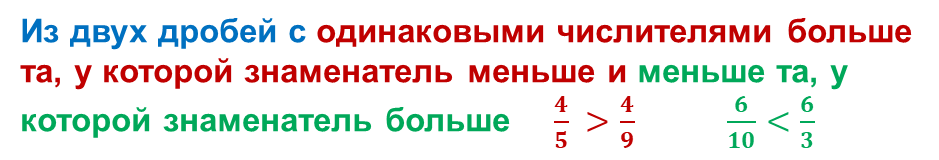 Из двух дробей с одинаковыми числителями больше
та, у которой знаменатель меньше и меньше та, у
которой знаменатель больше 4/5 > 4/9 6/10 < 6/3